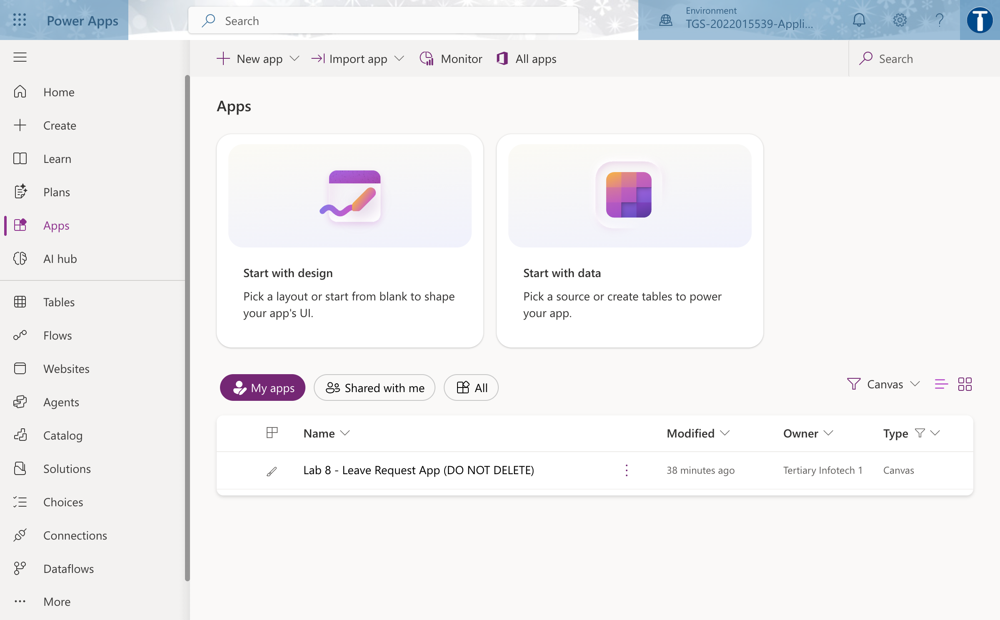 Power Apps
Search
Environment
TGS-2022015539-Appli...
New app
Import app
Monitor
All apps
Search
Home
Create
Learn
Plans
Apps
AI hub
Tables
Flows
Websites
Agents
Catalog
Solutions
Choices
Connections
Dataflows
More
Apps
Start with design
Pick a layout or start from blank to shape
your app's UI.
Start with data
Pick a source or create tables to power
your app.
My apps
Shared with me
All
Canvas
Name
Modified
Owner
Type
Lab 8 - Leave Request App (DO NOT DELETE)
38 minutes ago
Tertiary Infotech 1
Canvas